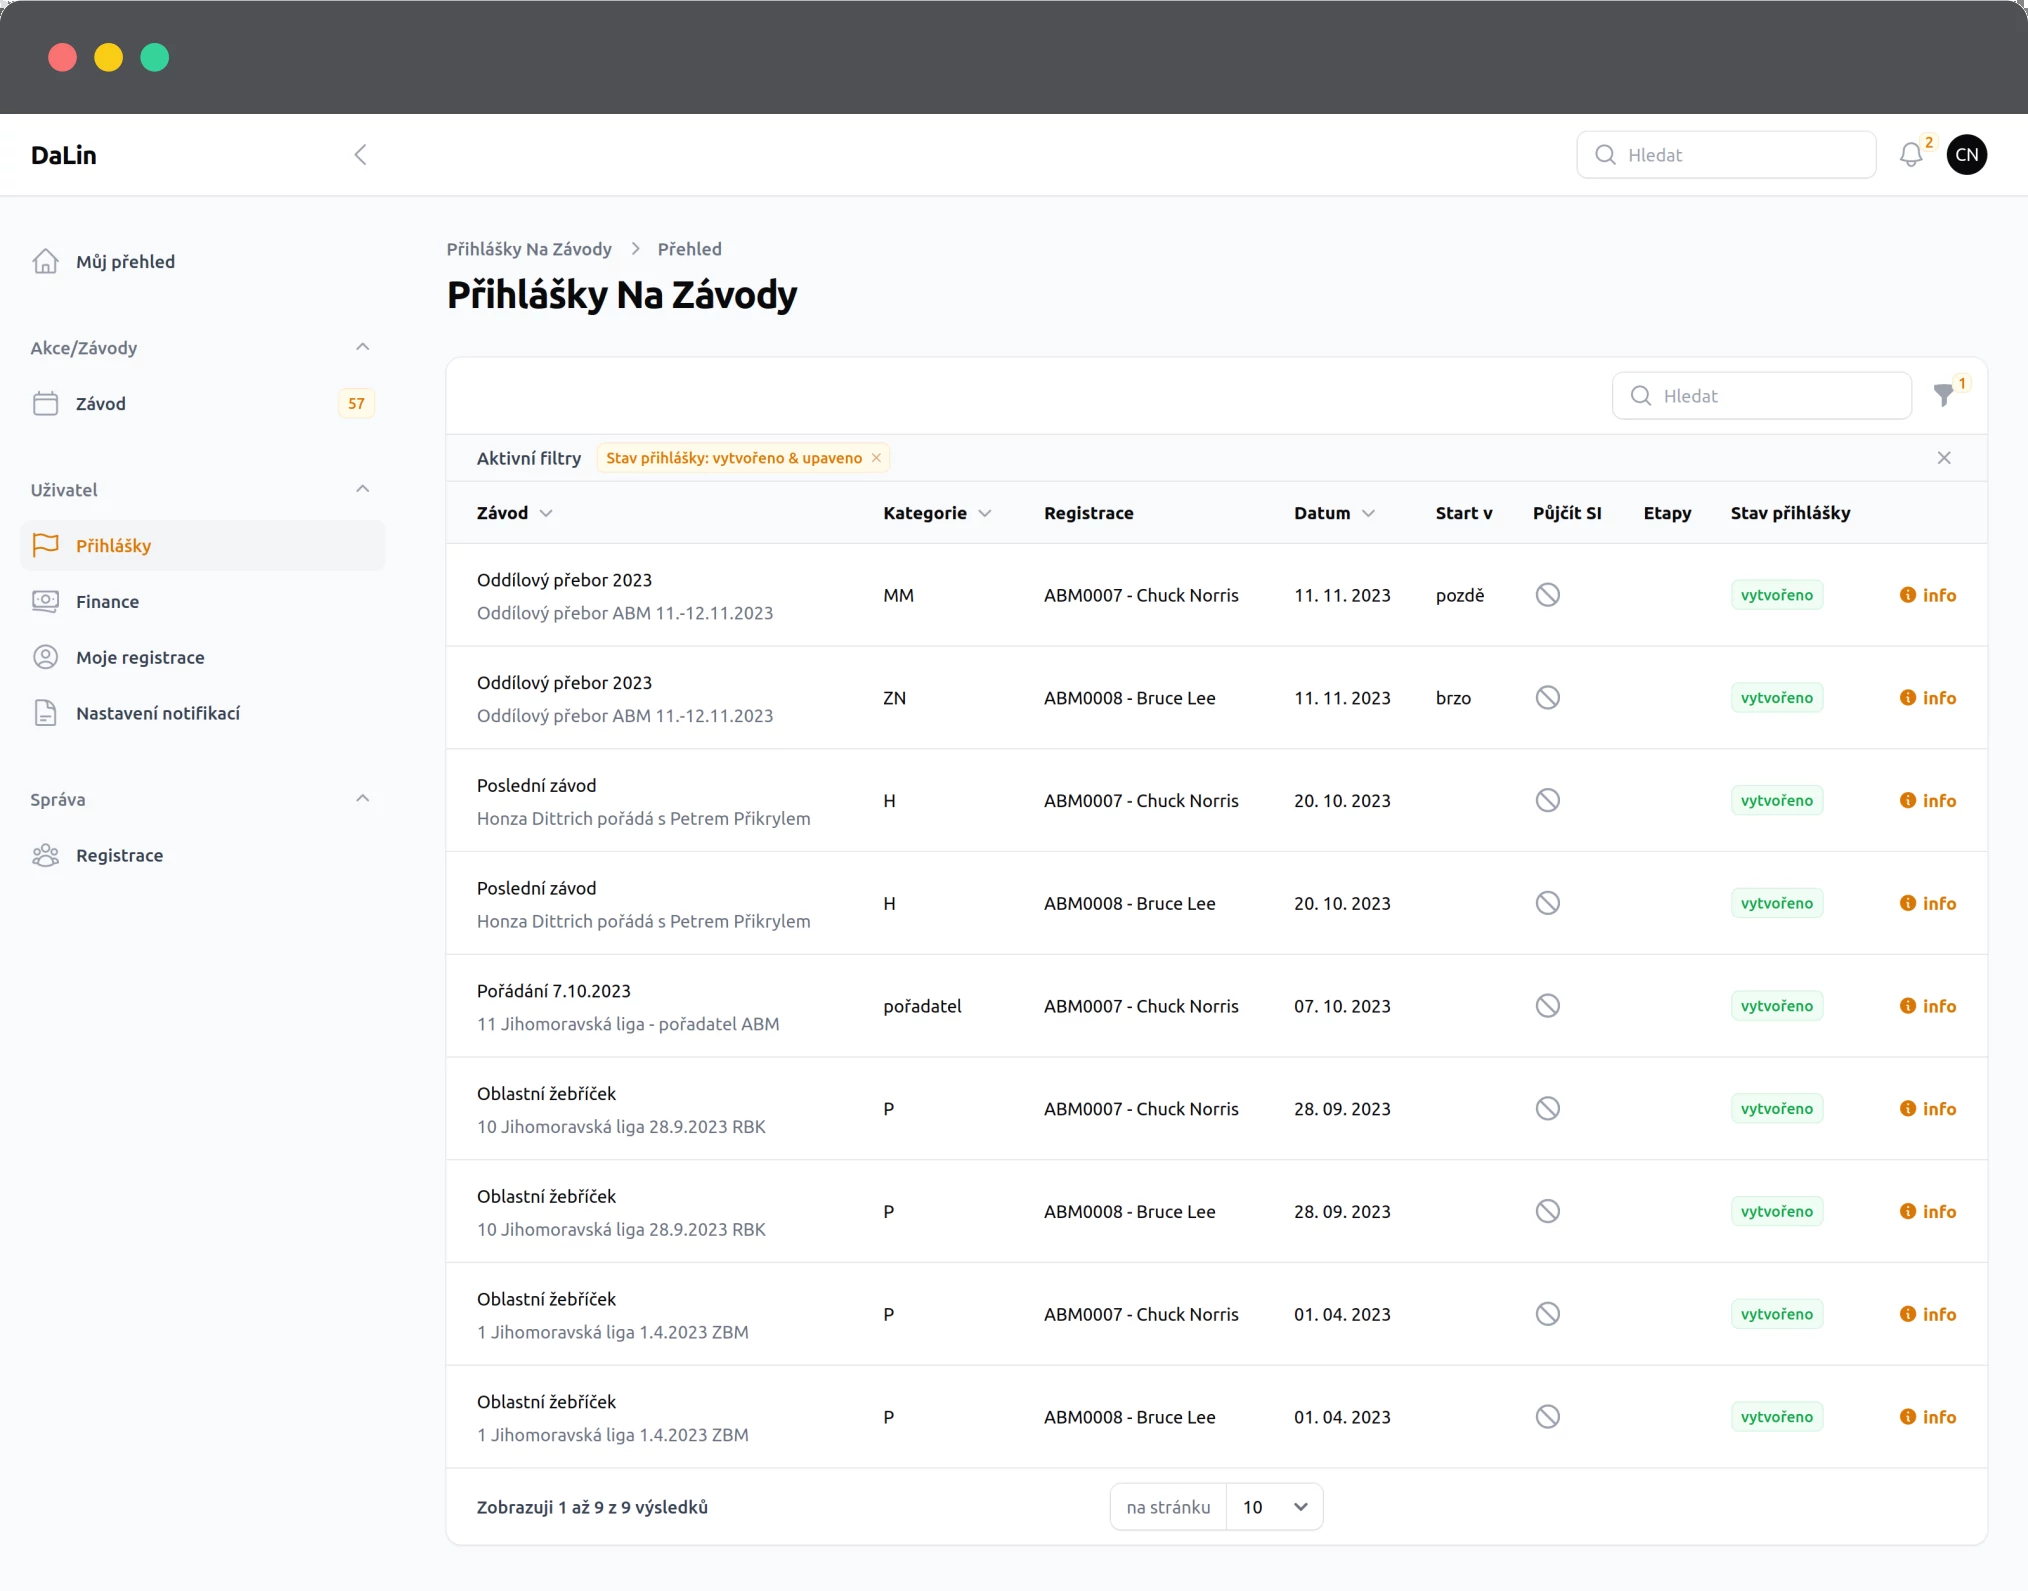 DaLin
Hledat
2
CN
Můj přehled
Akce/Závody
Závod
57
Uživatel
Přihlášky
Finance
Moje registrace
Nastavení notifikací
Správa
Registrace
Přihlášky Na Závody
Přehled
Přihlášky Na Závody
Hledat
1
Aktivní filtry
Stav přihlášky: vytvořeno & upaveno
Závod Kategorie Registrace Datum Start v Půjčít SI Etapy Stav přihlášky
Oddílový přebor 2023
Oddílový přebor ABM 11.-12.11.2023
MM ABM0007 - Chuck Norris 11. 11. 2023 pozdě vytvořeno info
Oddílový přebor 2023
Oddílový přebor ABM 11.-12.11.2023
ZN ABM0008 - Bruce Lee 11. 11. 2023 brzo vytvořeno info
Poslední závod
Honza Dittrich pořádá s Petrem Přikrylem
H ABM0007 - Chuck Norris 20. 10. 2023 vytvořeno info
Poslední závod
Honza Dittrich pořádá s Petrem Přikrylem
H ABM0008 - Bruce Lee 20. 10. 2023 vytvořeno info
Pořádání 7.10.2023
11 Jihomoravská liga - pořadatel ABM
pořadatel ABM0007 - Chuck Norris 07. 10. 2023 vytvořeno info
Oblastní žebříček
10 Jihomoravská liga 28.9.2023 RBK
P ABM0007 - Chuck Norris 28. 09. 2023 vytvořeno info
Oblastní žebříček
10 Jihomoravská liga 28.9.2023 RBK
P ABM0008 - Bruce Lee 28. 09. 2023 vytvořeno info
Oblastní žebříček
1 Jihomoravská liga 1.4.2023 ZBM
P ABM0007 - Chuck Norris 01. 04. 2023 vytvořeno info
Oblastní žebříček
1 Jihomoravská liga 1.4.2023 ZBM
P ABM0008 - Bruce Lee 01. 04. 2023 vytvořeno info
Zobrazuji 1 až 9 z 9 výsledků
na stránku 10